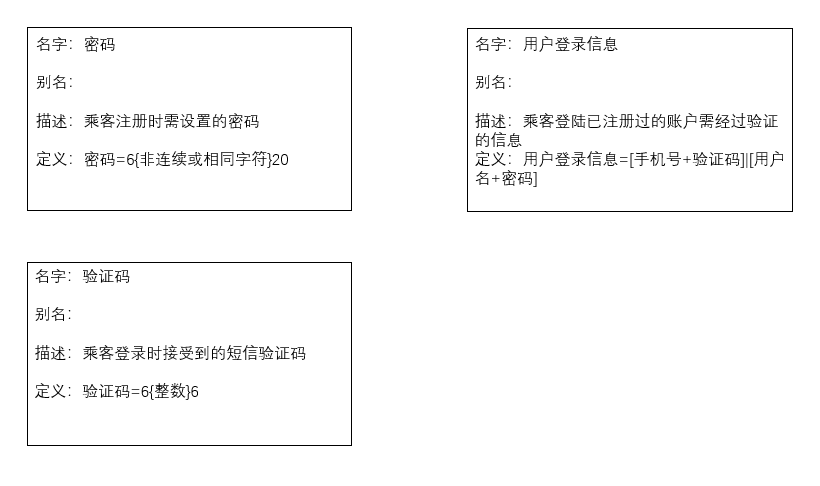 名字：密码
别名：
描述：乘客注册时需设置的密码
定义：密码=6{非连续或相同字符}20
名字：用户登录信息
别名：
描述：乘客登陆已注册过的账户需经过验证
的信息
定义：用户登录信息=[手机号+验证码]|[用户
名+密码]
名字：验证码
别名：
描述：乘客登录时接受到的短信验证码
定义：验证码=6{整数}6